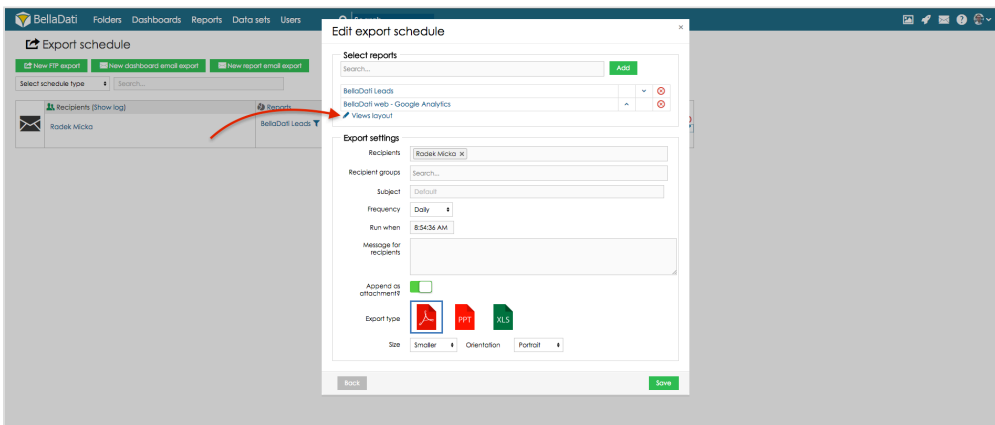 BellaDati Folders Dashboards Reports Data sets Users
Export schedule
New FTP export New dashboard email export New report email export
Select schedule type Search...
Recipients (Show log) Reports
Radek Micka BellaDati Leads
Edit export schedule
Select reports
Search... Add
BellaDati Leads
BellaDati web - Google Analytics
Views layout
Export settings
Recipients Radek Micka ×
Recipient groups Search...
Subject Default
Frequency Daily
Run when 8:54:36 AM
Message for
recipients
Append as
attachment?
Export type PPT XLS
Size Smaller Orientation Portrait
Back Save